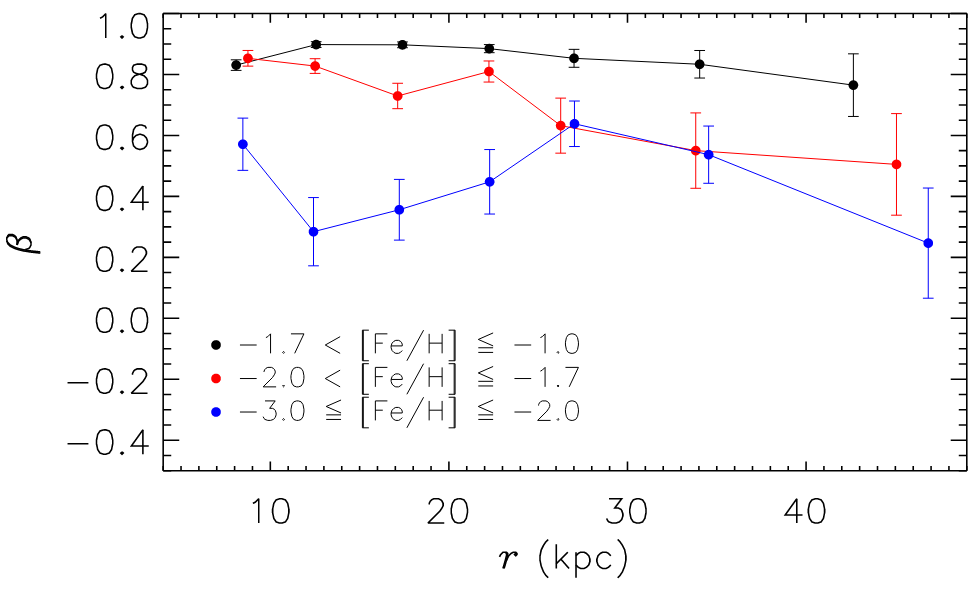 1.0
0.8
0.6
0.4
0.2
0.0
−0.2
−0.4
β
−1.7 < [Fe/H] ≦ −1.0
−2.0 < [Fe/H] ≦ −1.7
−3.0 ≦ [Fe/H] ≦ −2.0
10 20 30 40
r (kpc)